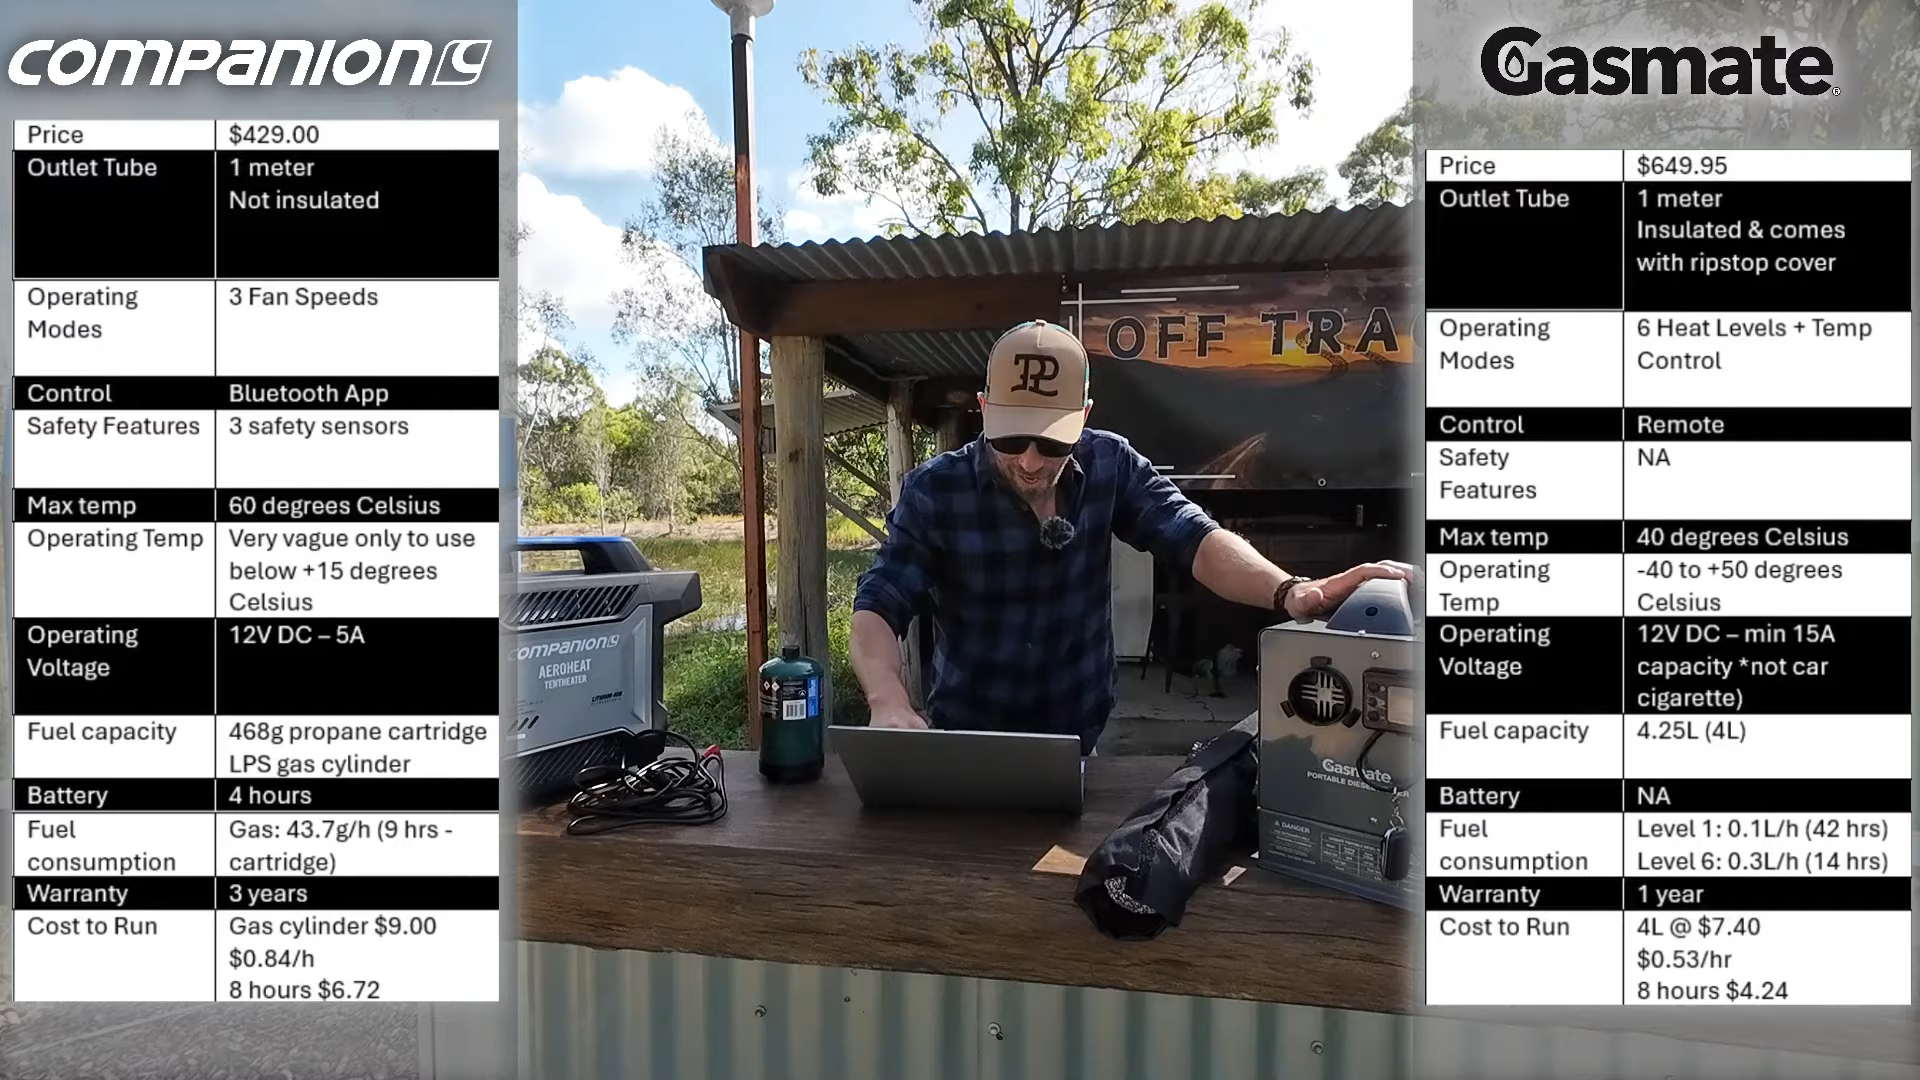 companion
Price $429.00
Outlet Tube 1 meter
Not insulated
Operating 3 Fan Speeds
Modes
Control Bluetooth App
Safety Features 3 safety sensors
Max temp 60 degrees Celsius
Operating Temp Very vague only to use
below +15 degrees
Celsius
Operating 12V DC – 5A
Voltage
Fuel capacity 468g propane cartridge
LPS gas cylinder
Battery 4 hours
Fuel Gas: 43.7g/h (9 hrs -
consumption cartridge)
Warranty 3 years
Cost to Run Gas cylinder $9.00
$0.84/h
8 hours $6.72
OFF TRA
PL
companion
AEROHEAT
TENT HEATER
Gasmate
PORTABLE DIESEL
DANGER
Gasmate
Price $649.95
Outlet Tube 1 meter
Insulated & comes
with ripstop cover
Operating 6 Heat Levels + Temp
Modes Control
Control Remote
Safety NA
Features
Max temp 40 degrees Celsius
Operating -40 to +50 degrees
Temp Celsius
Operating 12V DC – min 15A
Voltage capacity *not car
cigarette)
Fuel capacity 4.25L (4L)
Battery NA
Fuel Level 1: 0.1L/h (42 hrs)
consumption Level 6: 0.3L/h (14 hrs)
Warranty 1 year
Cost to Run 4L @ $7.40
$0.53/hr
8 hours $4.24